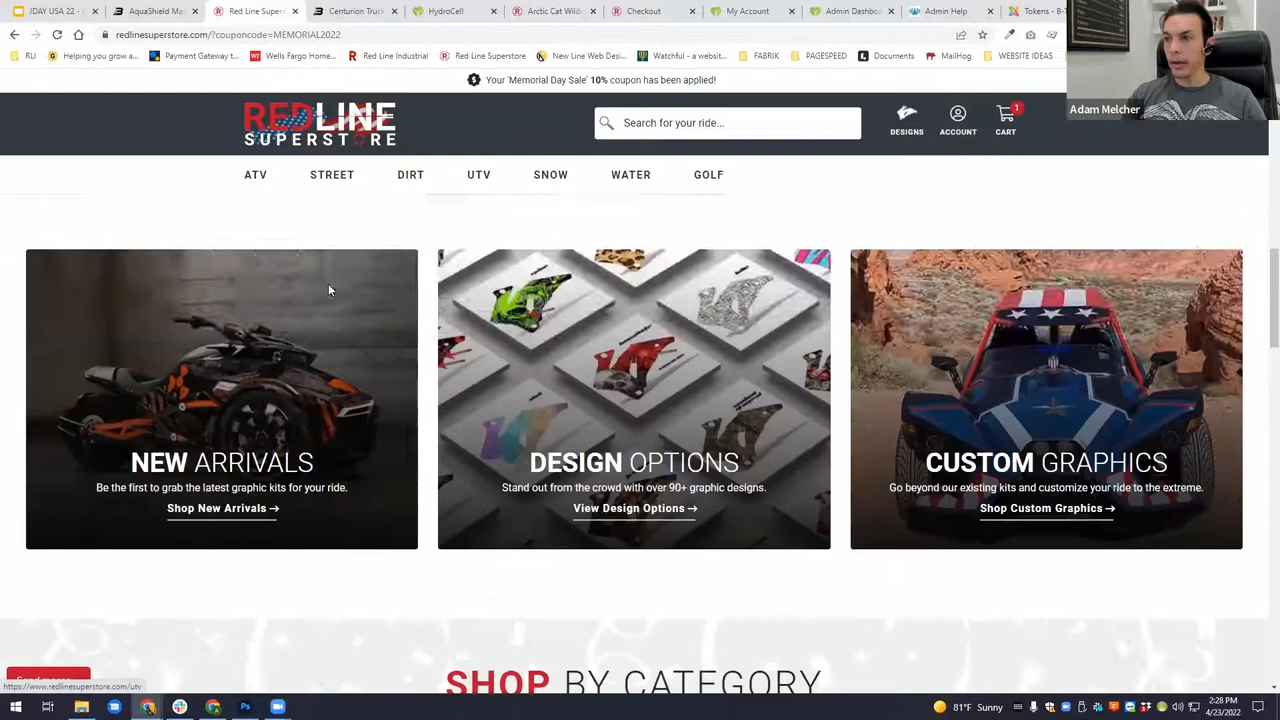 JDAY USA 22 -
AquaShield Ma
Red Line Supers
Centurion Truck
HydroCell
Arctic Cat Wild
Checkout
My Account
Admin Dashbo
Admin Help
Tokens - B-T
redlinesuperstore.com/?couponcode=MEMORIAL2022
RLI
Helping you grow a...
Payment Gateway t...
Wells Fargo Home...
Red Line Industrial
Red Line Superstore
New Line Web Desi...
Watchful - a websit...
FABRIK
PAGESPEED
Documents
MailHog
WEBSITE IDEAS
Adam Melcher
Your 'Memorial Day Sale' 10% coupon has been applied!
REDLINE
SUPERSTORE
Search for your ride...
1
DESIGNS
ACCOUNT
CART
ATV
STREET
DIRT
UTV
SNOW
WATER
GOLF
NEW ARRIVALS
Be the first to grab the latest graphic kits for your ride.
Shop New Arrivals →
DESIGN OPTIONS
Stand out from the crowd with over 90+ graphic designs.
View Design Options →
CUSTOM GRAPHICS
Go beyond our existing kits and customize your ride to the extreme.
Shop Custom Graphics →
SHOP BY CATEGORY
https://www.redlinesuperstore.com/utv
81°F Sunny
2:28 PM
4/23/2022